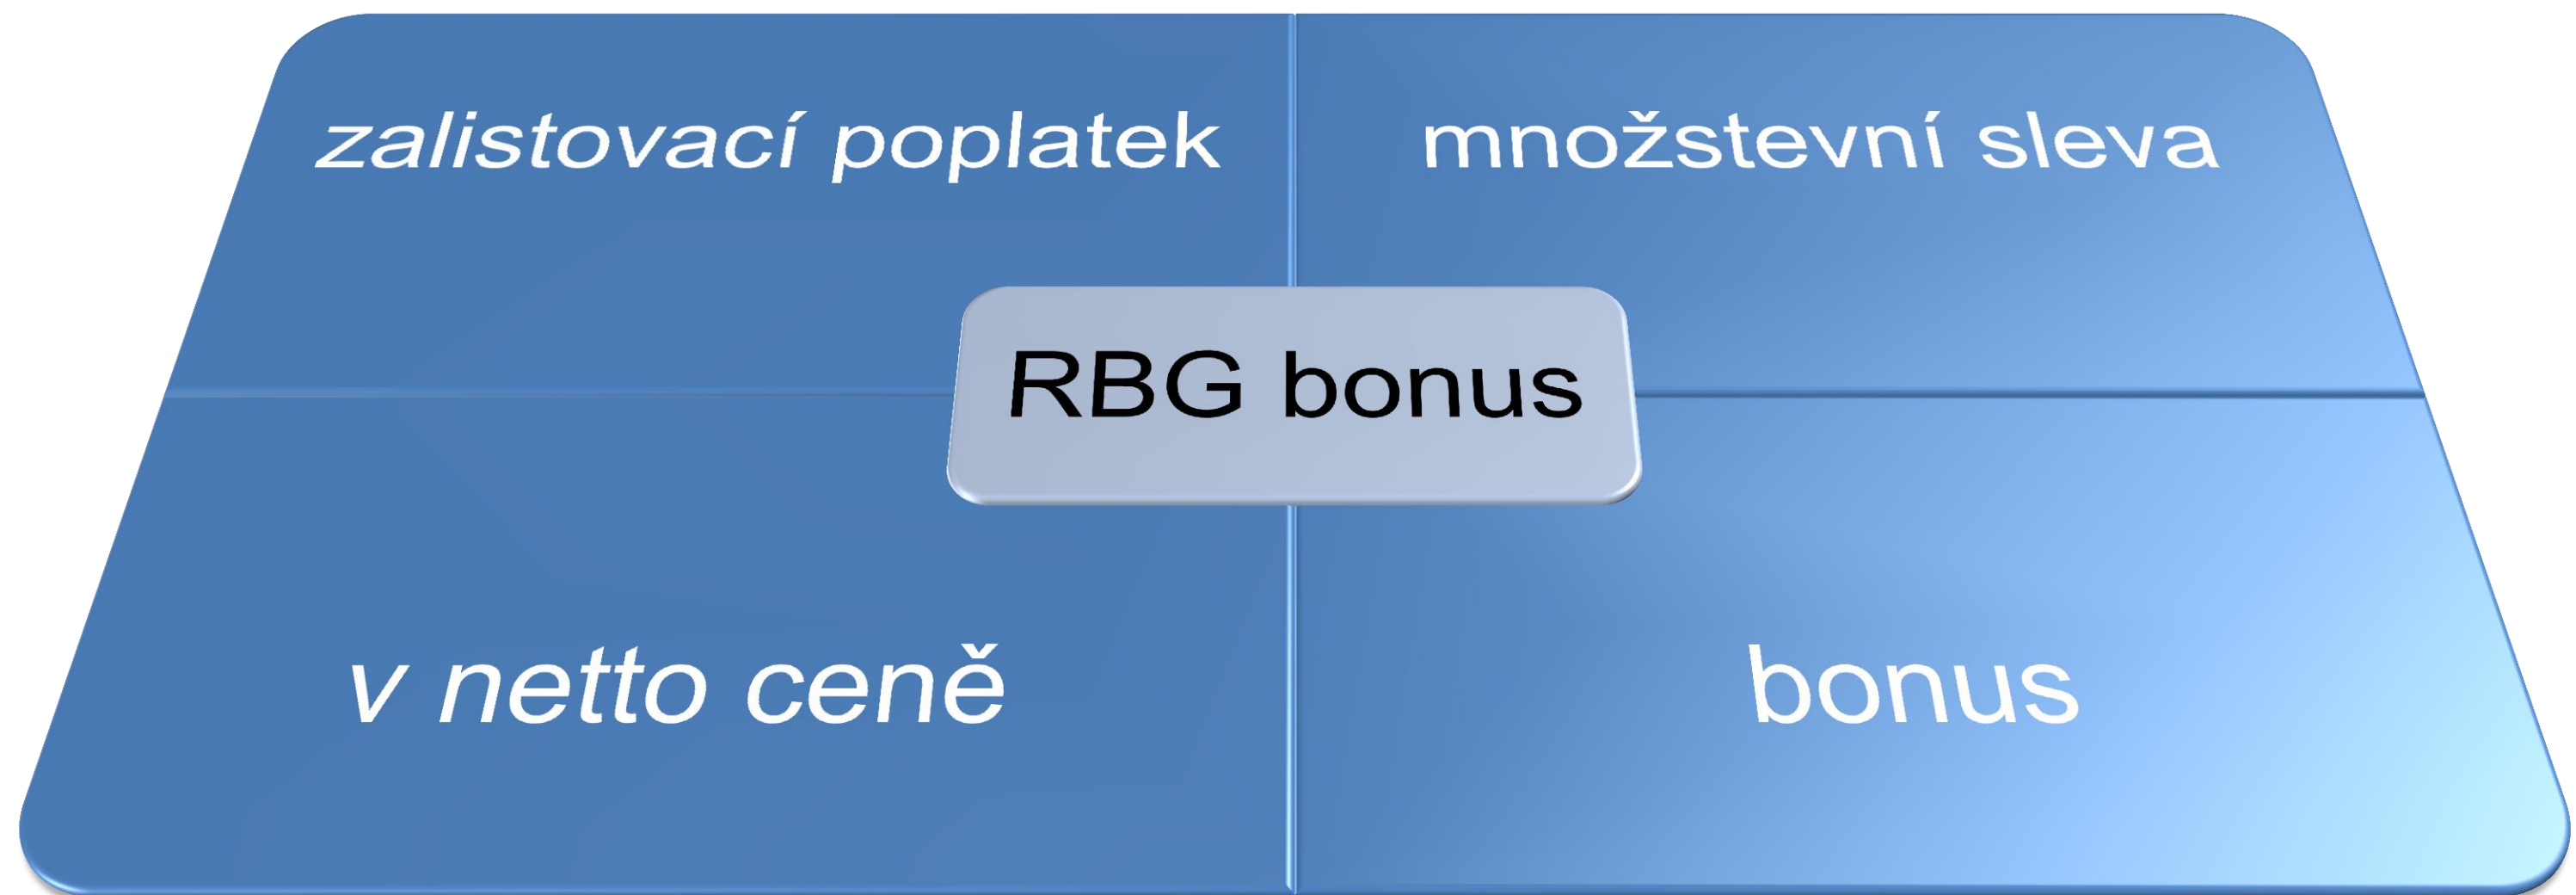 zalistovací poplatek
množstevní sleva
RBG bonus
v netto ceně
bonus